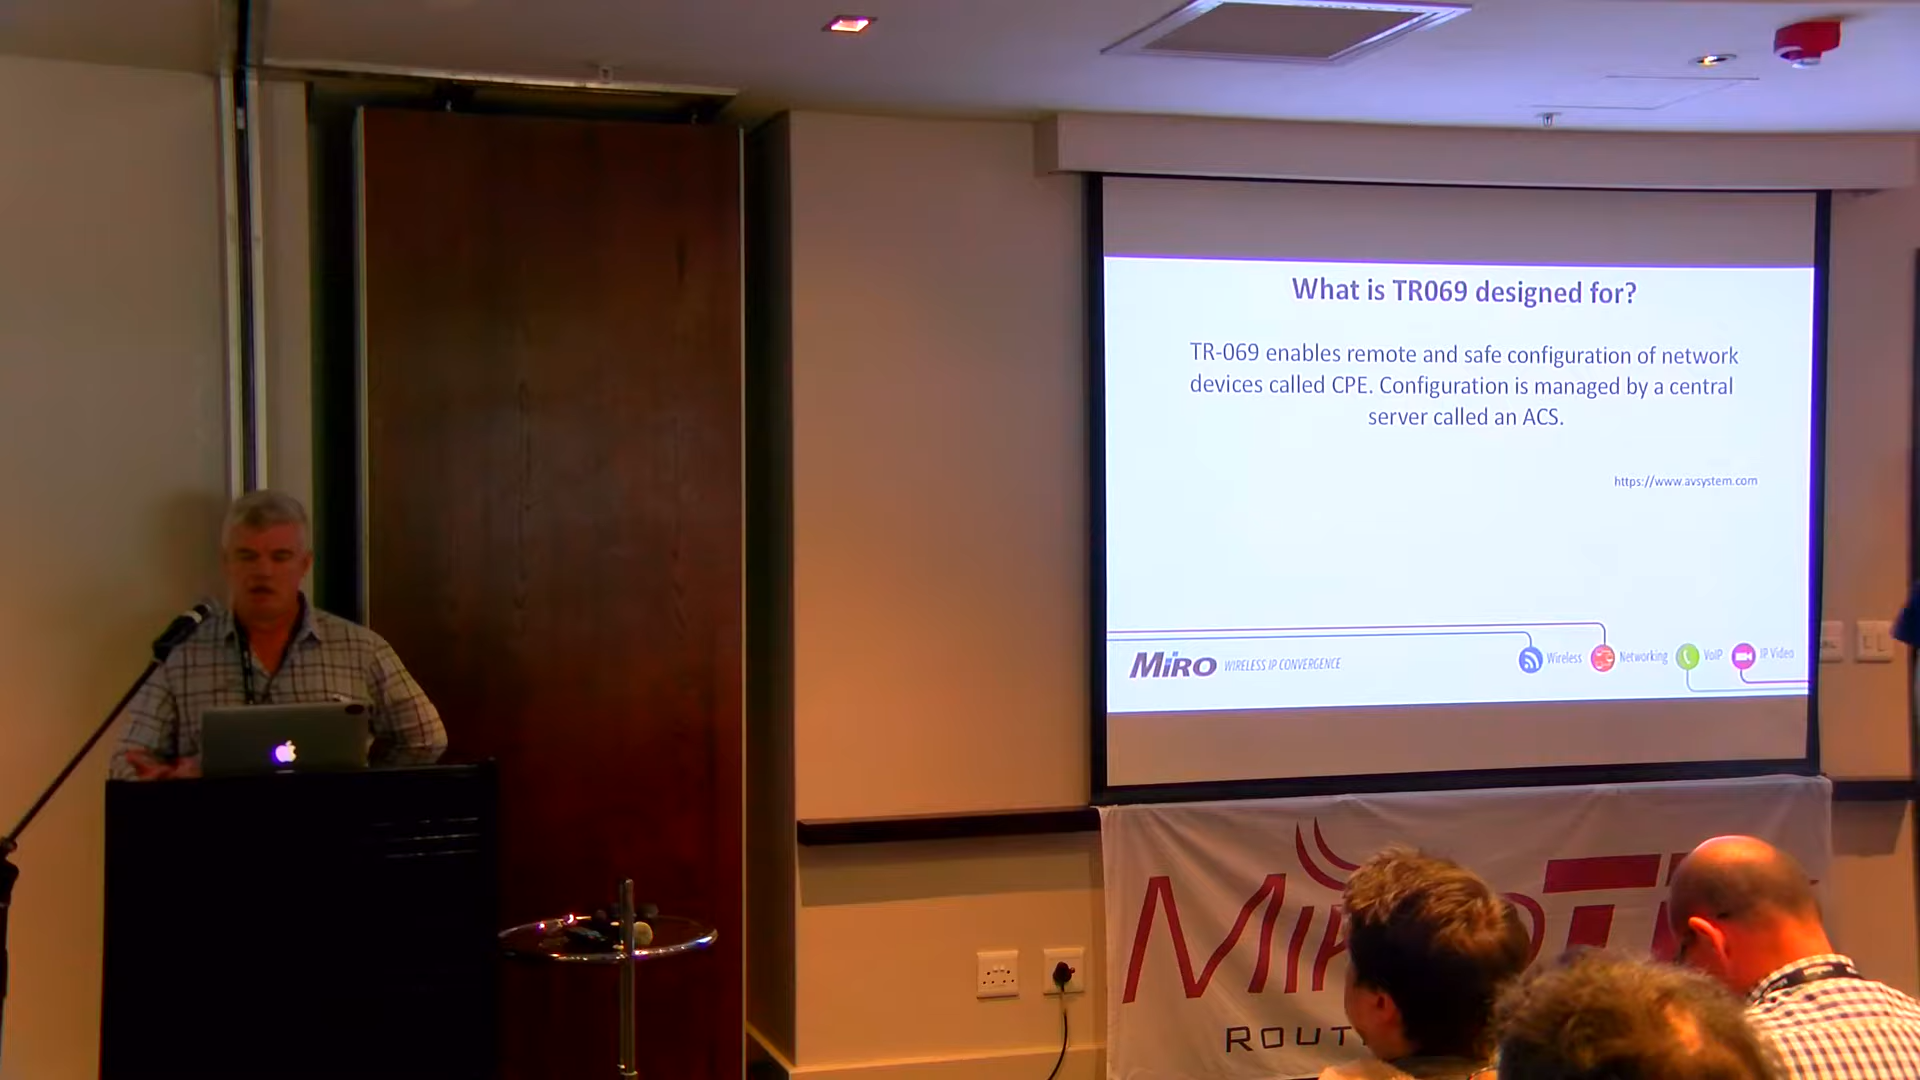 What is TR069 designed for?
TR-069 enables remote and safe configuration of network
devices called CPE. Configuration is managed by a central
server called an ACS.
https://www.avsystem.com
MiRO WIRELESS IP CONVERGENCE
Wireless
Networking
VoIP
IP Video